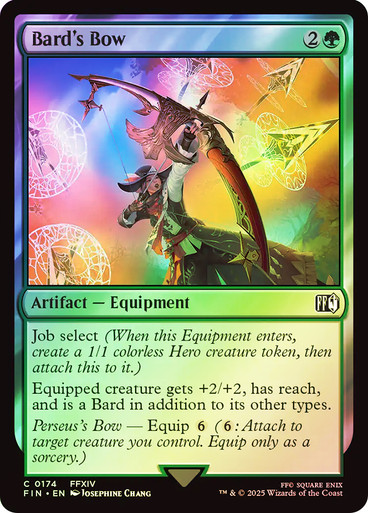 Bard's Bow 2
Artifact — Equipment
Job select (When this Equipment enters,
create a 1/1 colorless Hero creature token, then
attach this to it.)
Equipped creature gets +2/+2, has reach,
and is a Bard in addition to its other types.
Perseus's Bow — Equip 6 (6: Attach to
target creature you control. Equip only as a
sorcery.)
C 0174 FFXIV
FIN • EN Josephine Chang
FF© SQUARE ENIX
™ & © 2025 Wizards of the Coast